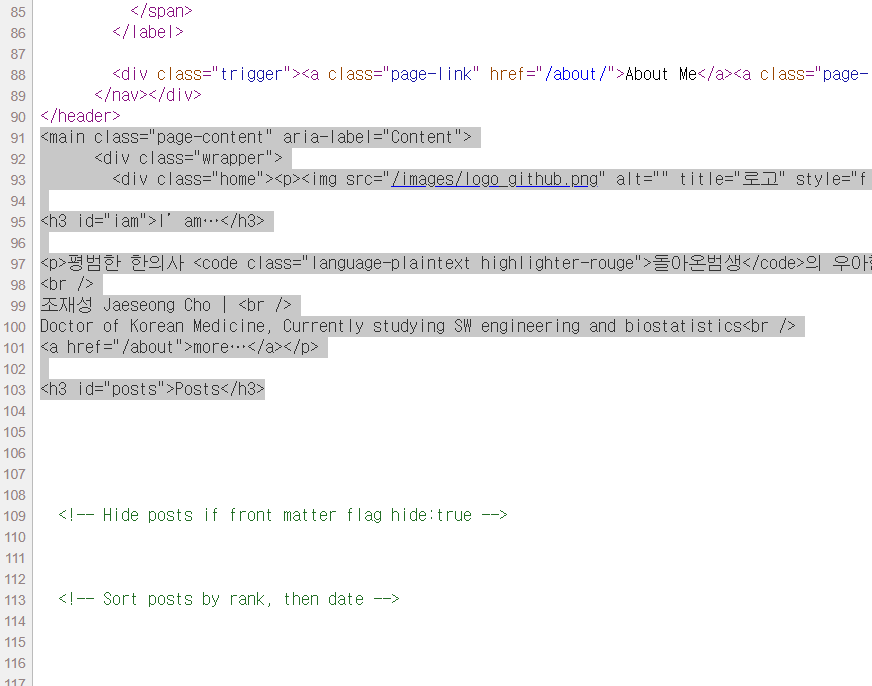 85 </span>
86 </label>
87
88 <div class="trigger"><a class="page-link" href="/about/">About Me</a><a class="page-
89 </nav></div>
90 </header>
91 <main class="page-content" aria-label="Content">
92 <div class="wrapper">
93 <div class="home"><p><img src="/images/logo_github.png" alt="" title="로고" style="f
94
95 <h3 id="iam">I’am…</h3>
96
97 <p>평범한 한의사 <code class="language-plaintext highlighter-rouge">돌아온범생</code>의 우아한
98 <br />
99 조재성 Jaeseong Cho | <br />
100 Doctor of Korean Medicine, Currently studying SW engineering and biostatistics<br />
101 <a href="/about">more…</a></p>
102
103 <h3 id="posts">Posts</h3>
104
105
106
107
108
109 <!-- Hide posts if front matter flag hide:true -->
110
111
112
113 <!-- Sort posts by rank, then date -->
114
115
116
117